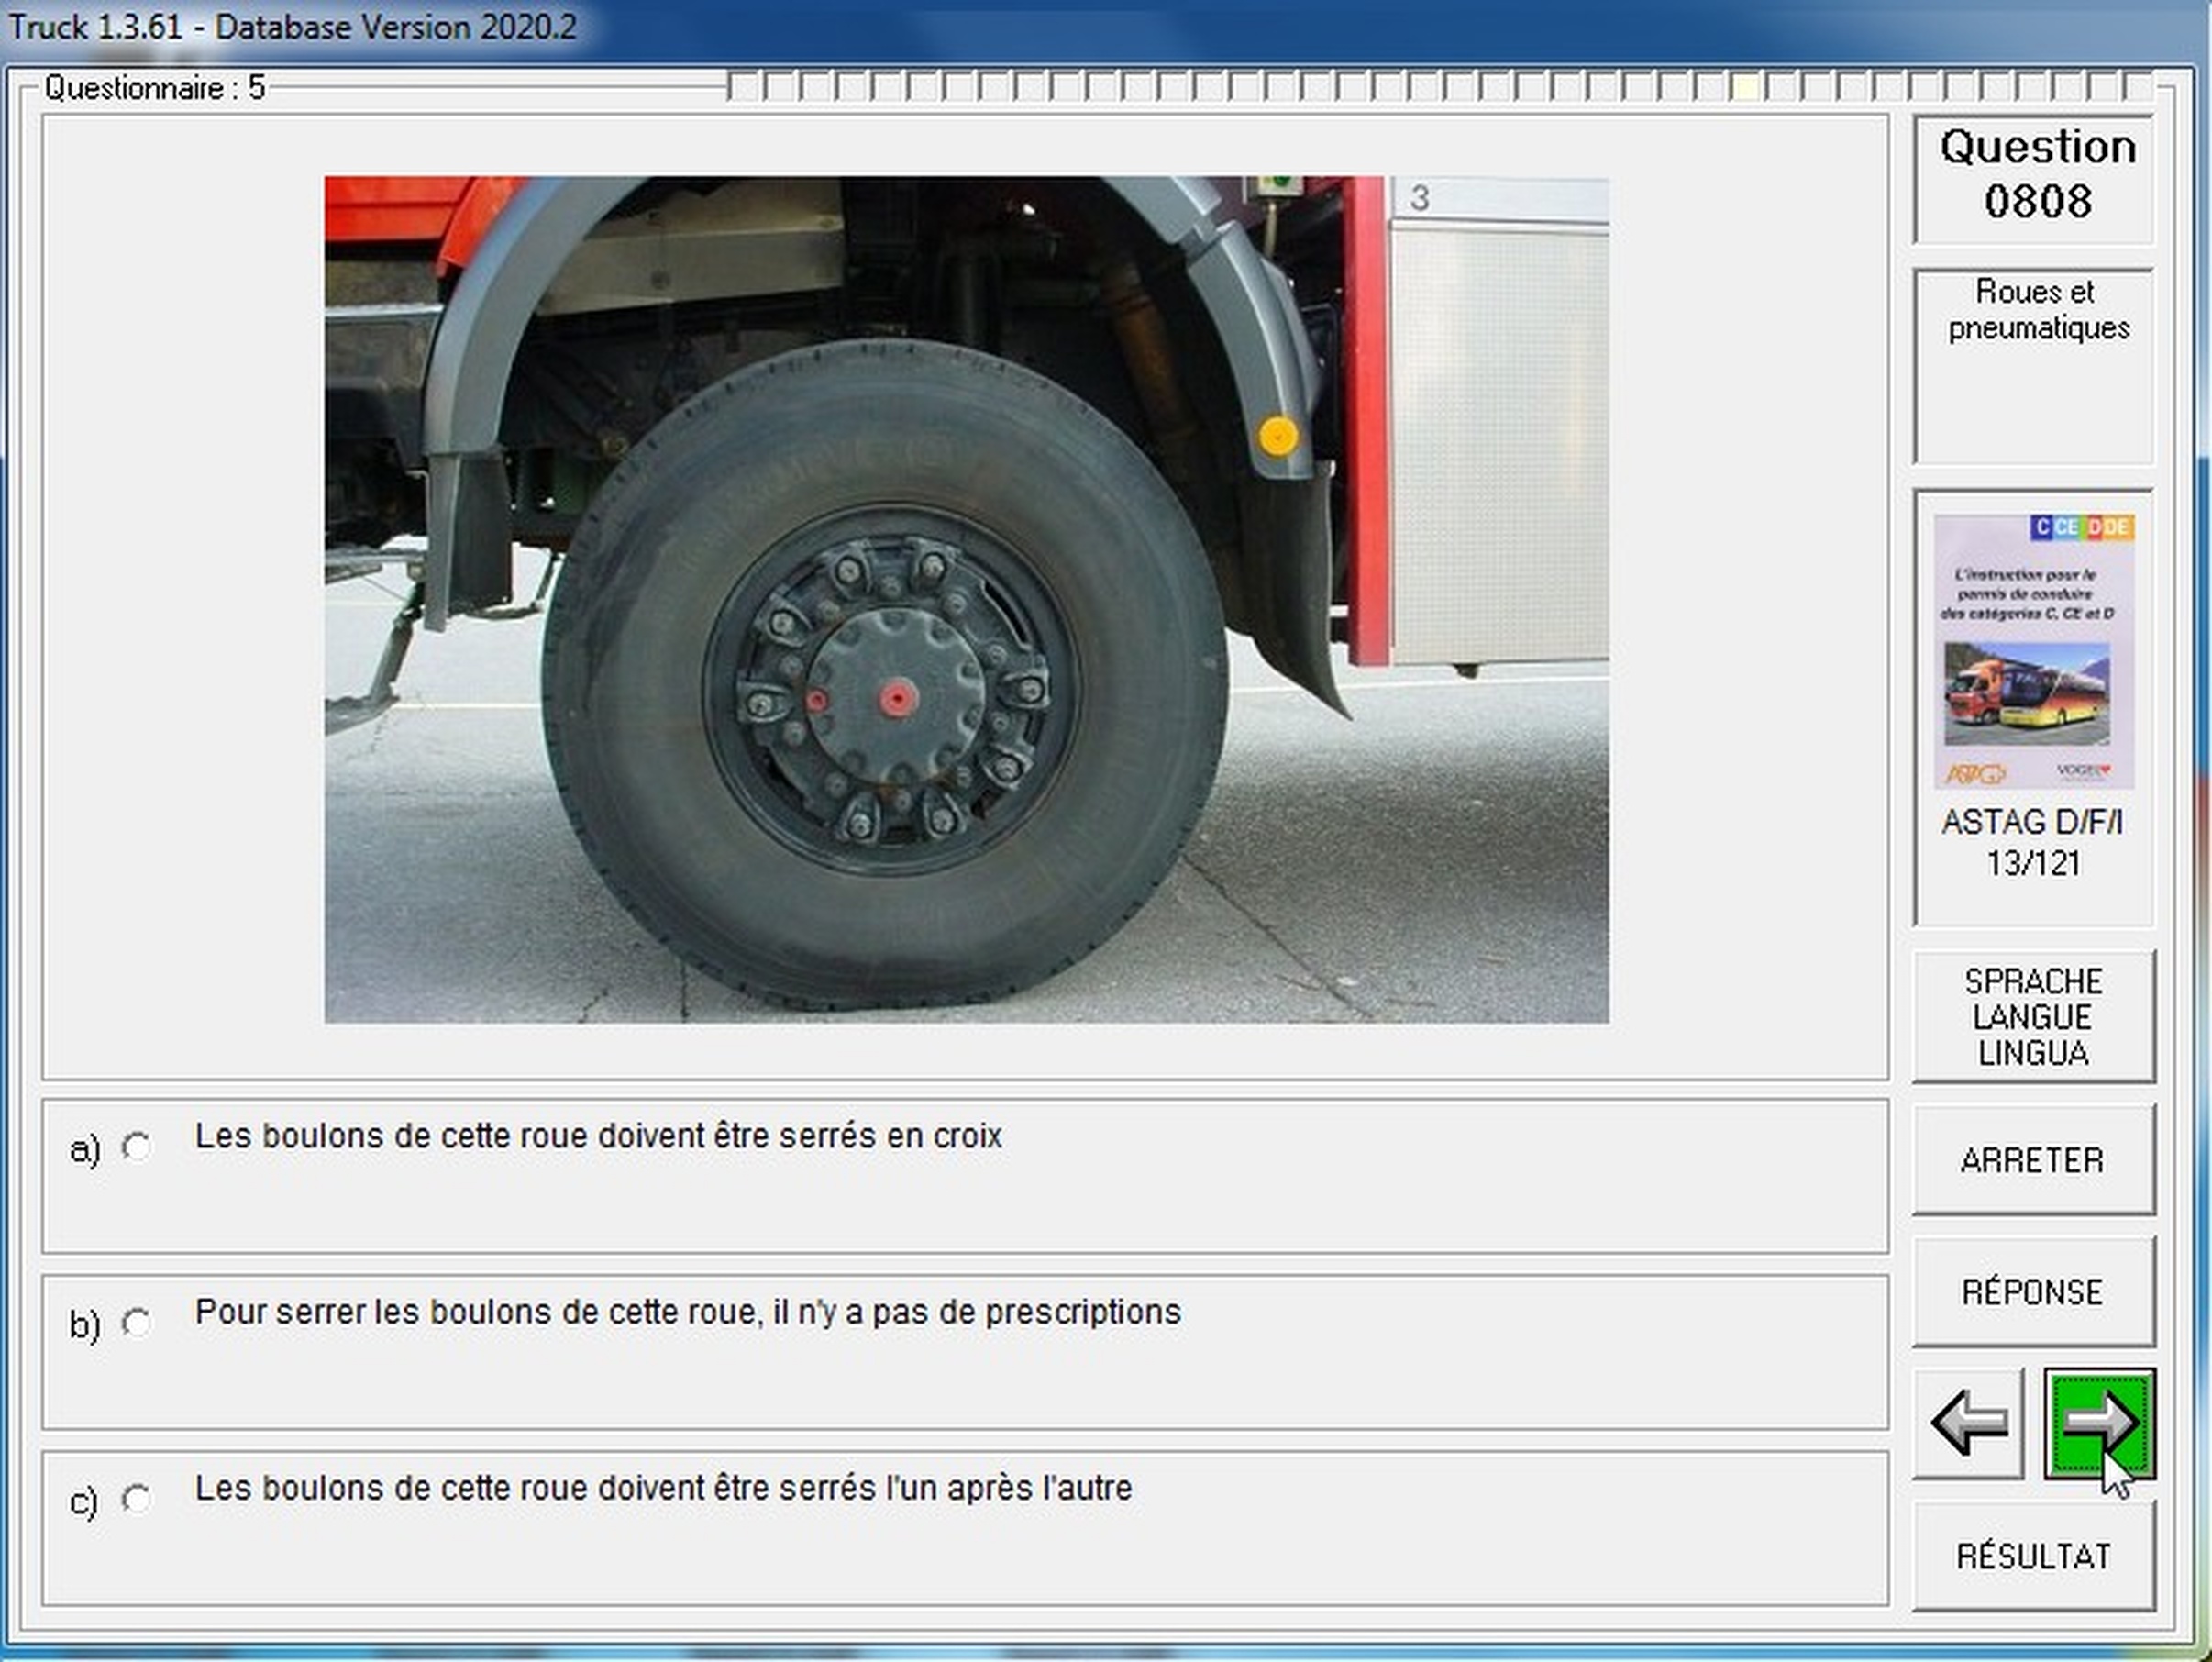 Truck 1.3.61 - Database Version 2020.2
Questionnaire : 5
3
Question
0808
Roues et
pneumatiques
C CE D DE
L'instruction pour le
permis de conduire
des catégories C, CE et D
ASTAG
VOGEL
ASTAG D/F/I
13/121
SPRACHE
LANGUE
LINGUA
a) Les boulons de cette roue doivent être serrés en croix
ARRETER
b) Pour serrer les boulons de cette roue, il n'y a pas de prescriptions
RÉPONSE
c) Les boulons de cette roue doivent être serrés l'un après l'autre
RÉSULTAT